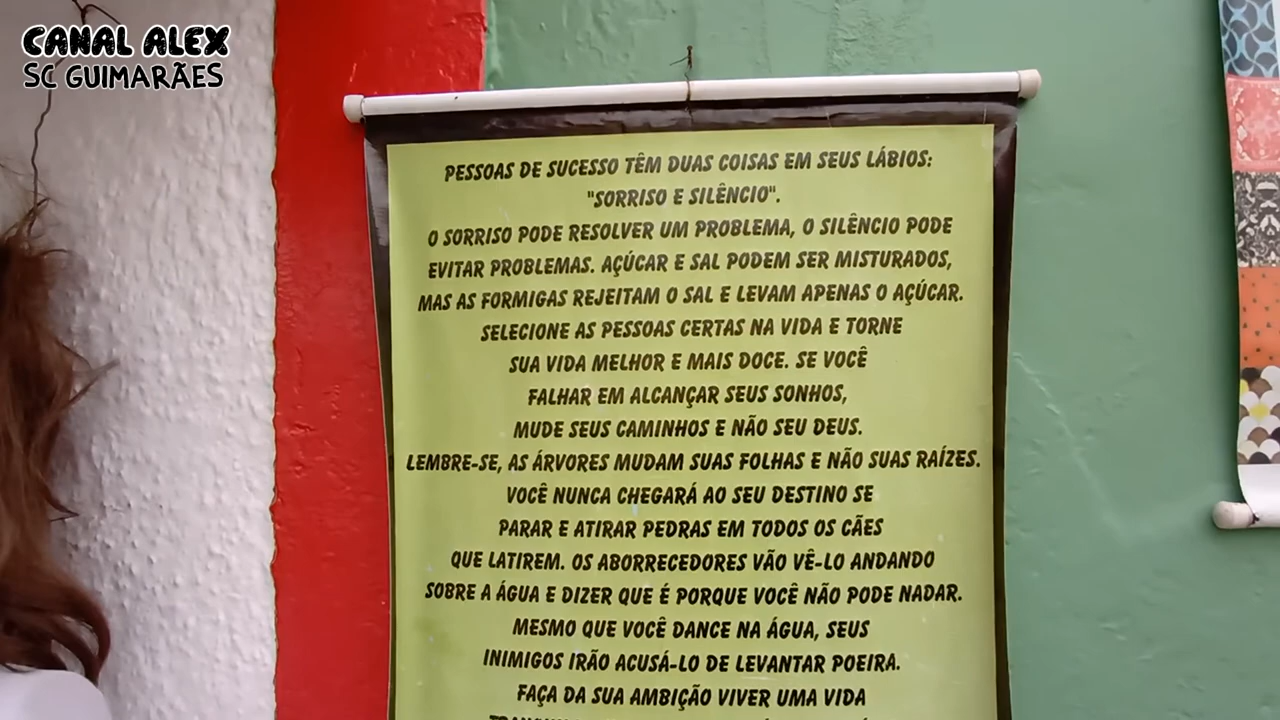 CANAL ALEX
SC GUIMARÃES
PESSOAS DE SUCESSO TÊM DUAS COISAS EM SEUS LÁBIOS:
"SORRISO E SILÊNCIO".
O SORRISO PODE RESOLVER UM PROBLEMA, O SILÊNCIO PODE
EVITAR PROBLEMAS. AÇÚCAR E SAL PODEM SER MISTURADOS,
MAS AS FORMIGAS REJEITAM O SAL E LEVAM APENAS O AÇÚCAR.
SELECIONE AS PESSOAS CERTAS NA VIDA E TORNE
SUA VIDA MELHOR E MAIS DOCE. SE VOCÊ
FALHAR EM ALCANÇAR SEUS SONHOS,
MUDE SEUS CAMINHOS E NÃO SEU DEUS.
LEMBRE-SE, AS ÁRVORES MUDAM SUAS FOLHAS E NÃO SUAS RAÍZES.
VOCÊ NUNCA CHEGARÁ AO SEU DESTINO SE
PARAR E ATIRAR PEDRAS EM TODOS OS CÃES
QUE LATIREM. OS ABORRECEDORES VÃO VÊ-LO ANDANDO
SOBRE A ÁGUA E DIZER QUE É PORQUE VOCÊ NÃO PODE NADAR.
MESMO QUE VOCÊ DANCE NA ÁGUA, SEUS
INIMIGOS IRÃO ACUSÁ-LO DE LEVANTAR POEIRA.
FAÇA DA SUA AMBIÇÃO VIVER UMA VIDA